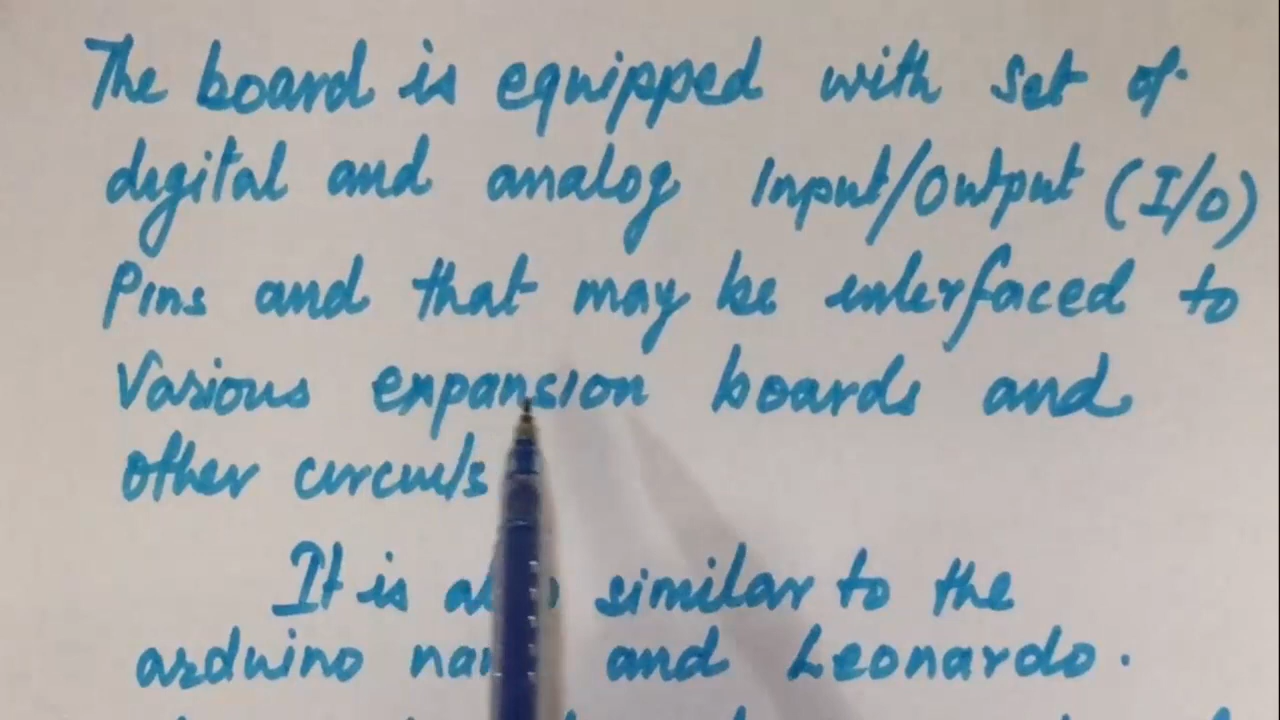 The board is equipped with set of
digital and analog Input/Output (I/O)
Pins and that may be interfaced to
Various expansion boards and
other circuits
It is similar to the
arduino and Leonardo.